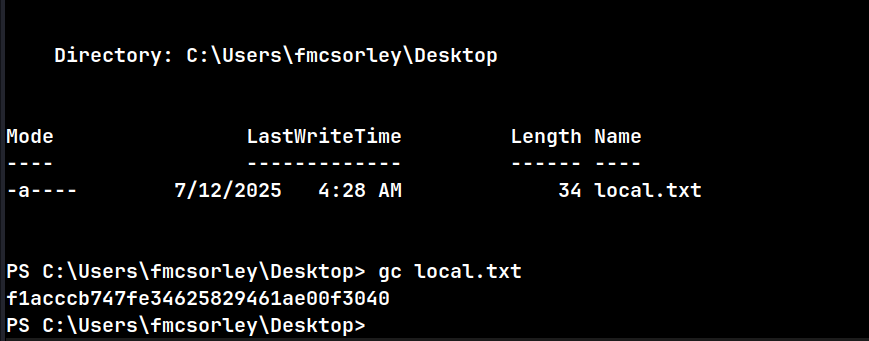 Directory: C:\Users\fmcsorley\Desktop
Mode LastWriteTime Length Name
---- ------------- ------ ----
-a---- 7/12/2025 4:28 AM 34 local.txt
PS C:\Users\fmcsorley\Desktop> gc local.txt
f1acccb747fe34625829461ae00f3040
PS C:\Users\fmcsorley\Desktop>